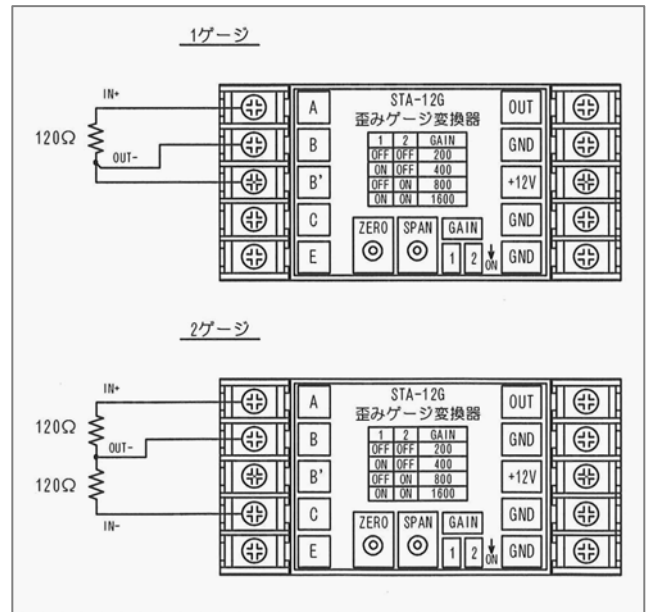 1ゲージ
IN+
120Ω
OUT-
A
B
B'
C
E
STA-12G
歪みゲージ変換器
1 2 GAIN
OFF OFF 200
ON OFF 400
OFF ON 800
ON ON 1600
ZERO SPAN GAIN
1 2 ON
OUT
GND
+12V
GND
GND
2ゲージ
IN+
120Ω
OUT-
120Ω
IN-
A
B
B'
C
E
STA-12G
歪みゲージ変換器
1 2 GAIN
OFF OFF 200
ON OFF 400
OFF ON 800
ON ON 1600
ZERO SPAN GAIN
1 2 ON
OUT
GND
+12V
GND
GND